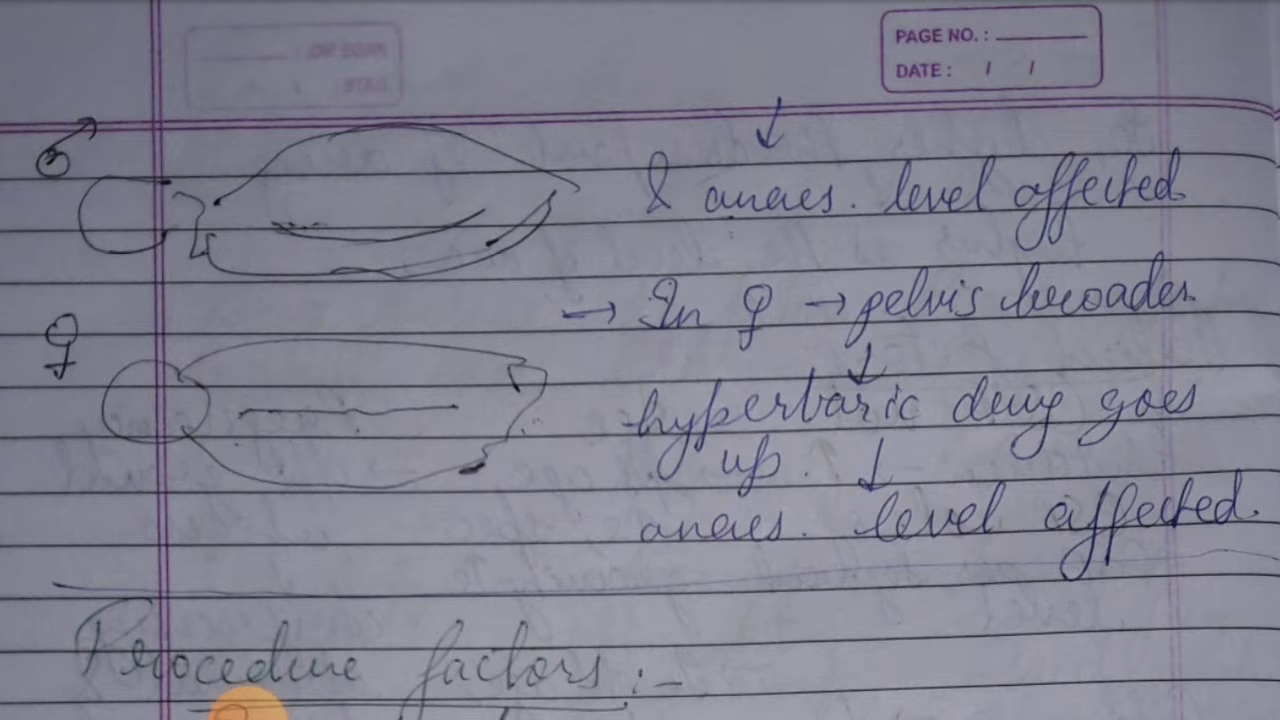 PAGE NO. :
DATE : / /
♂
↓
& anaes. level affected
♀
→ In ♀ → pelvis broader
↓
hyperbaric drug goes
up. ↓
anaes. level affected.
Procedure factors :-